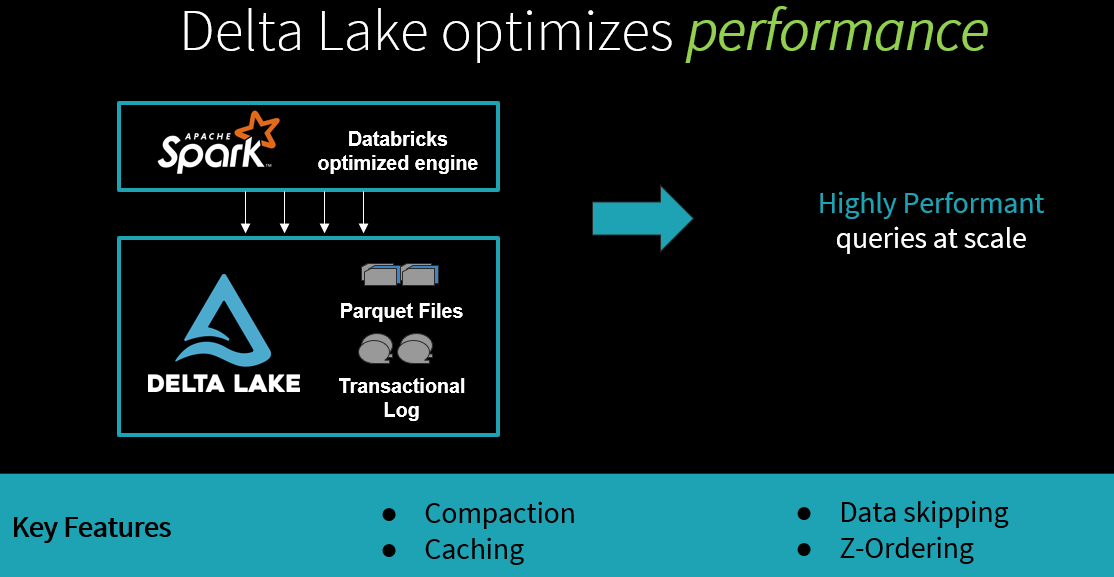 Delta Lake optimizes performance
APACHE
Spark™
Databricks
optimized engine
Highly Performant
queries at scale
Parquet Files
DELTA LAKE
Transactional
Log
Key Features
● Compaction
● Caching
● Data skipping
● Z-Ordering